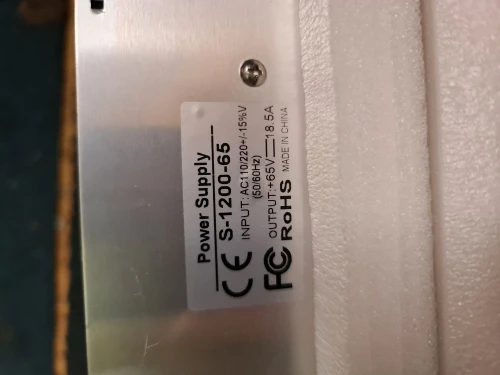 Power Supply
S-1200-65
INPUT: AC110/220+/-15%V
(50/60Hz)
OUTPUT:+65V⎓18.5A
CE FC RoHS MADE IN CHINA